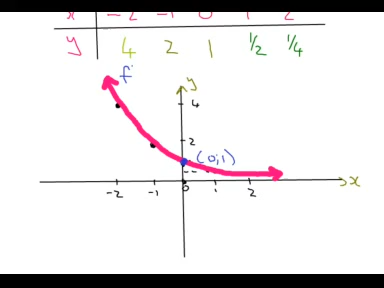 x -2 -1 0 1 2
y 4 2 1 1/2 1/4
f
y
4
2
(0;1)
-2 -1 0 1 2 x